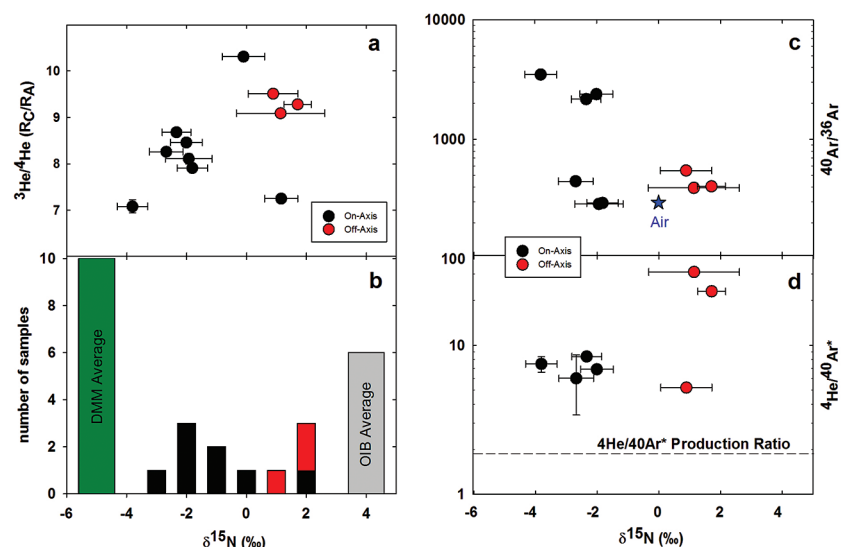 a
10
9
8
7
³He/⁴He (R_C/R_A)
On-Axis
Off-Axis
b
10
8
6
4
2
0
number of samples
DMM Average
OIB Average
-6 -4 -2 0 2 4
δ¹⁵N (‰)
c
10000
1000
100
⁴⁰Ar/³⁶Ar
Air
On-Axis
Off-Axis
d
10
1
⁴He/⁴⁰Ar*
4He/40Ar* Production Ratio
-6 -4 -2 0 2 4
δ¹⁵N (‰)